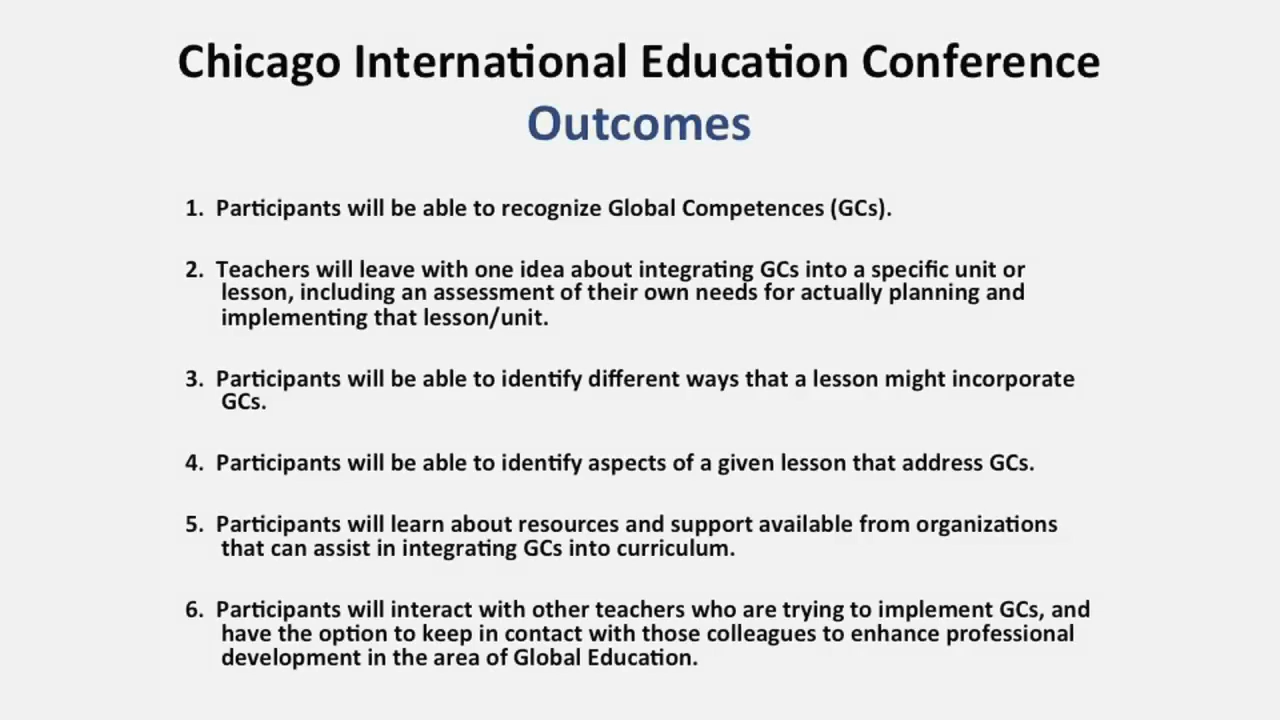 Chicago International Education Conference
Outcomes
1. Participants will be able to recognize Global Competences (GCs).
2. Teachers will leave with one idea about integrating GCs into a specific unit or
lesson, including an assessment of their own needs for actually planning and
implementing that lesson/unit.
3. Participants will be able to identify different ways that a lesson might incorporate
GCs.
4. Participants will be able to identify aspects of a given lesson that address GCs.
5. Participants will learn about resources and support available from organizations
that can assist in integrating GCs into curriculum.
6. Participants will interact with other teachers who are trying to implement GCs, and
have the option to keep in contact with those colleagues to enhance professional
development in the area of Global Education.